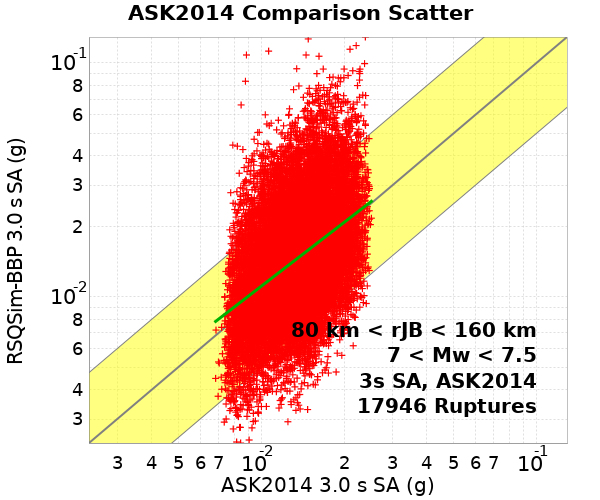 ASK2014 Comparison Scatter
10-1
8
6
4
3
2
10-2
8
6
4
3
RSQSim-BBP 3.0 s SA (g)
80 km < rJB < 160 km
7 < Mw < 7.5
3s SA, ASK2014
17946 Ruptures
3 4 5 6 7 10-2 2 3 4 5 6 7 10-1
ASK2014 3.0 s SA (g)